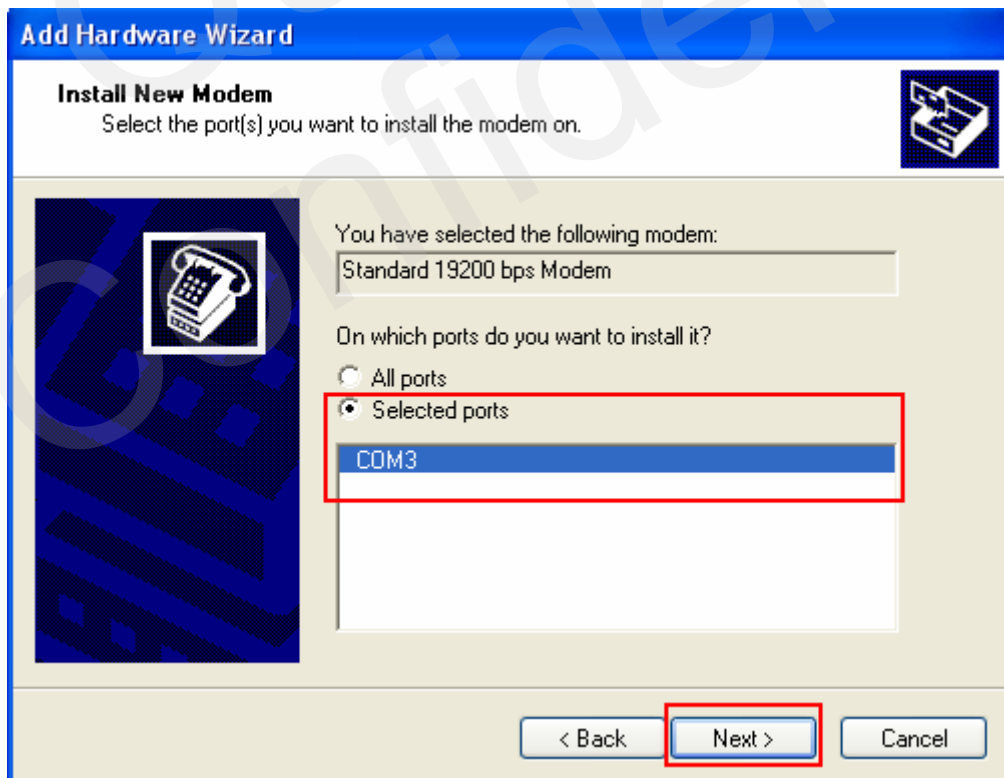 Add Hardware Wizard
Install New Modem
Select the port(s) you want to install the modem on.
You have selected the following modem:
Standard 19200 bps Modem
On which ports do you want to install it?
All ports
Selected ports
COM3
< Back Next > Cancel